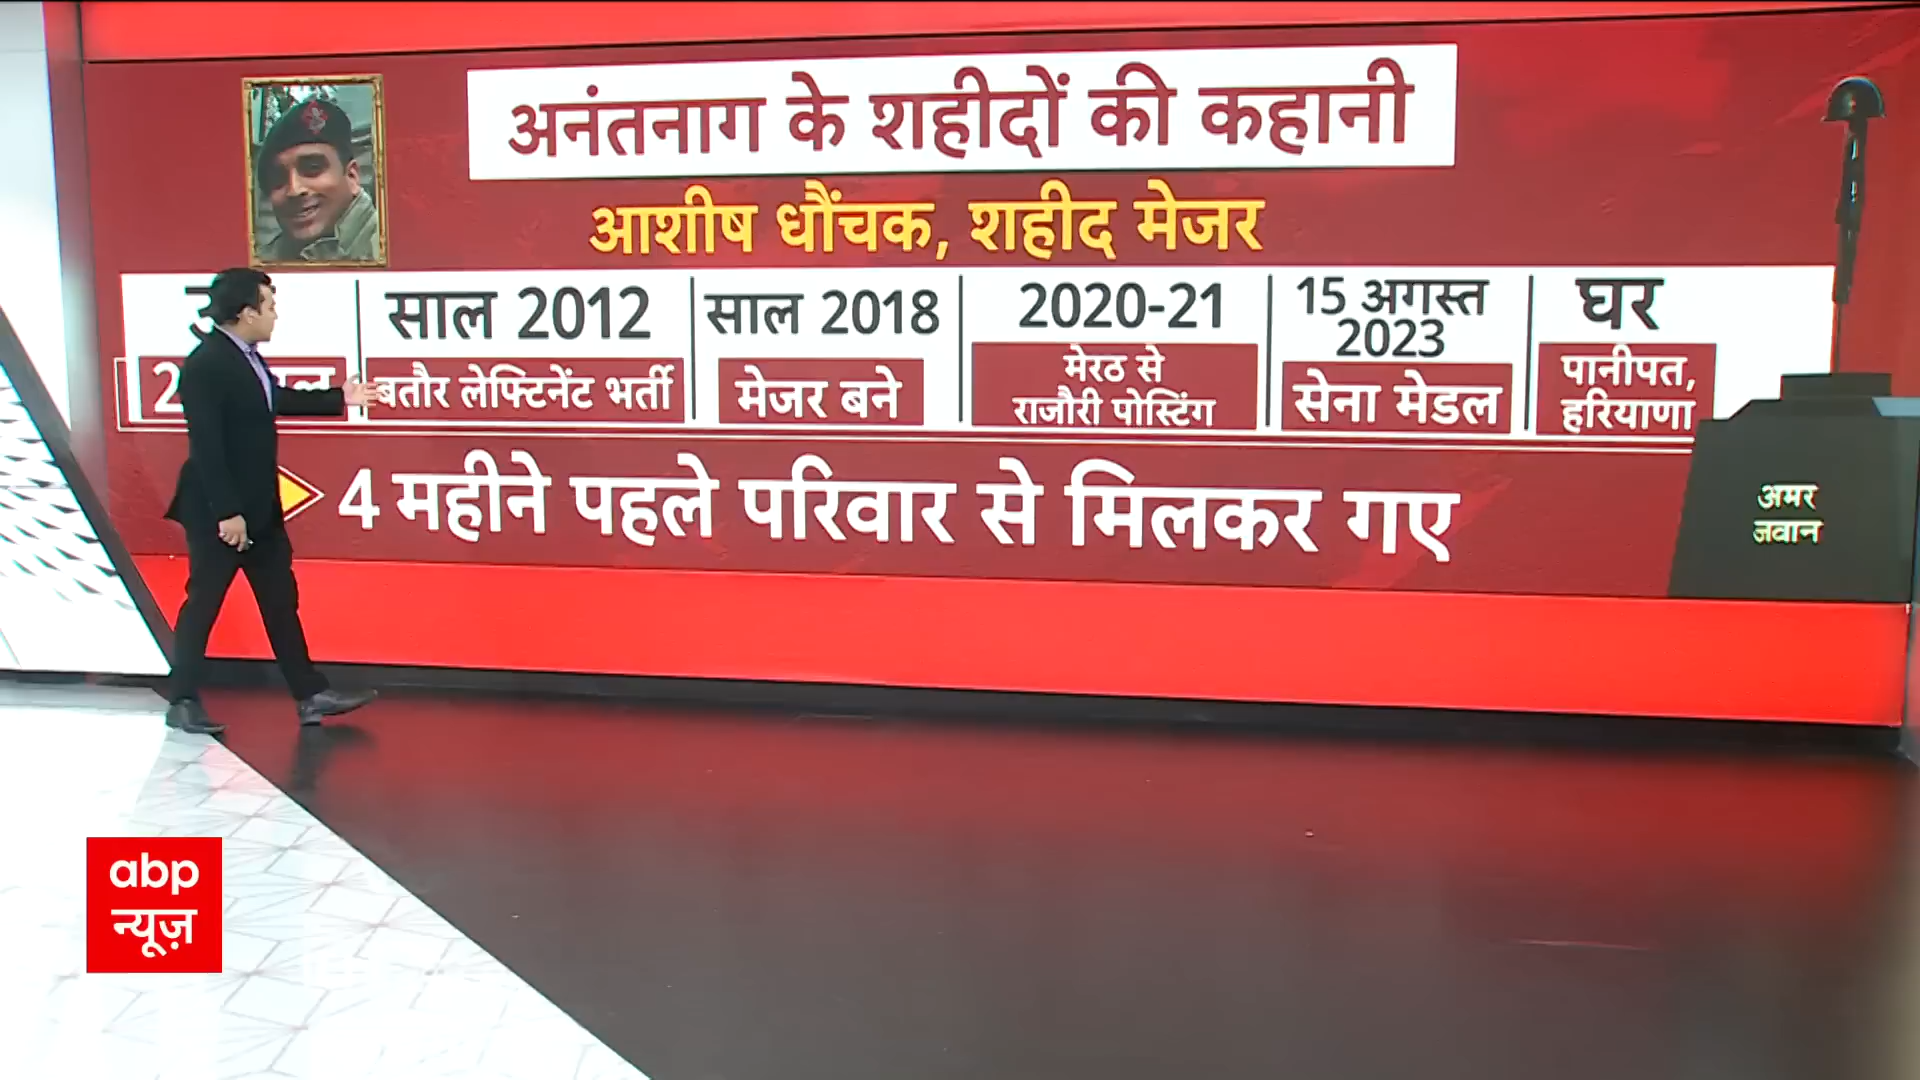 अनंतनाग के शहीदों की कहानी
आशीष धौंचक, शहीद मेजर
साल 2012
बतौर लेफ्टिनेंट भर्ती
साल 2018
मेजर बने
2020-21
मेरठ से
राजौरी पोस्टिंग
15 अगस्त
2023
सेना मेडल
घर
पानीपत,
हरियाणा
4 महीने पहले परिवार से मिलकर गए
अमर
जवान
abp
न्यूज़